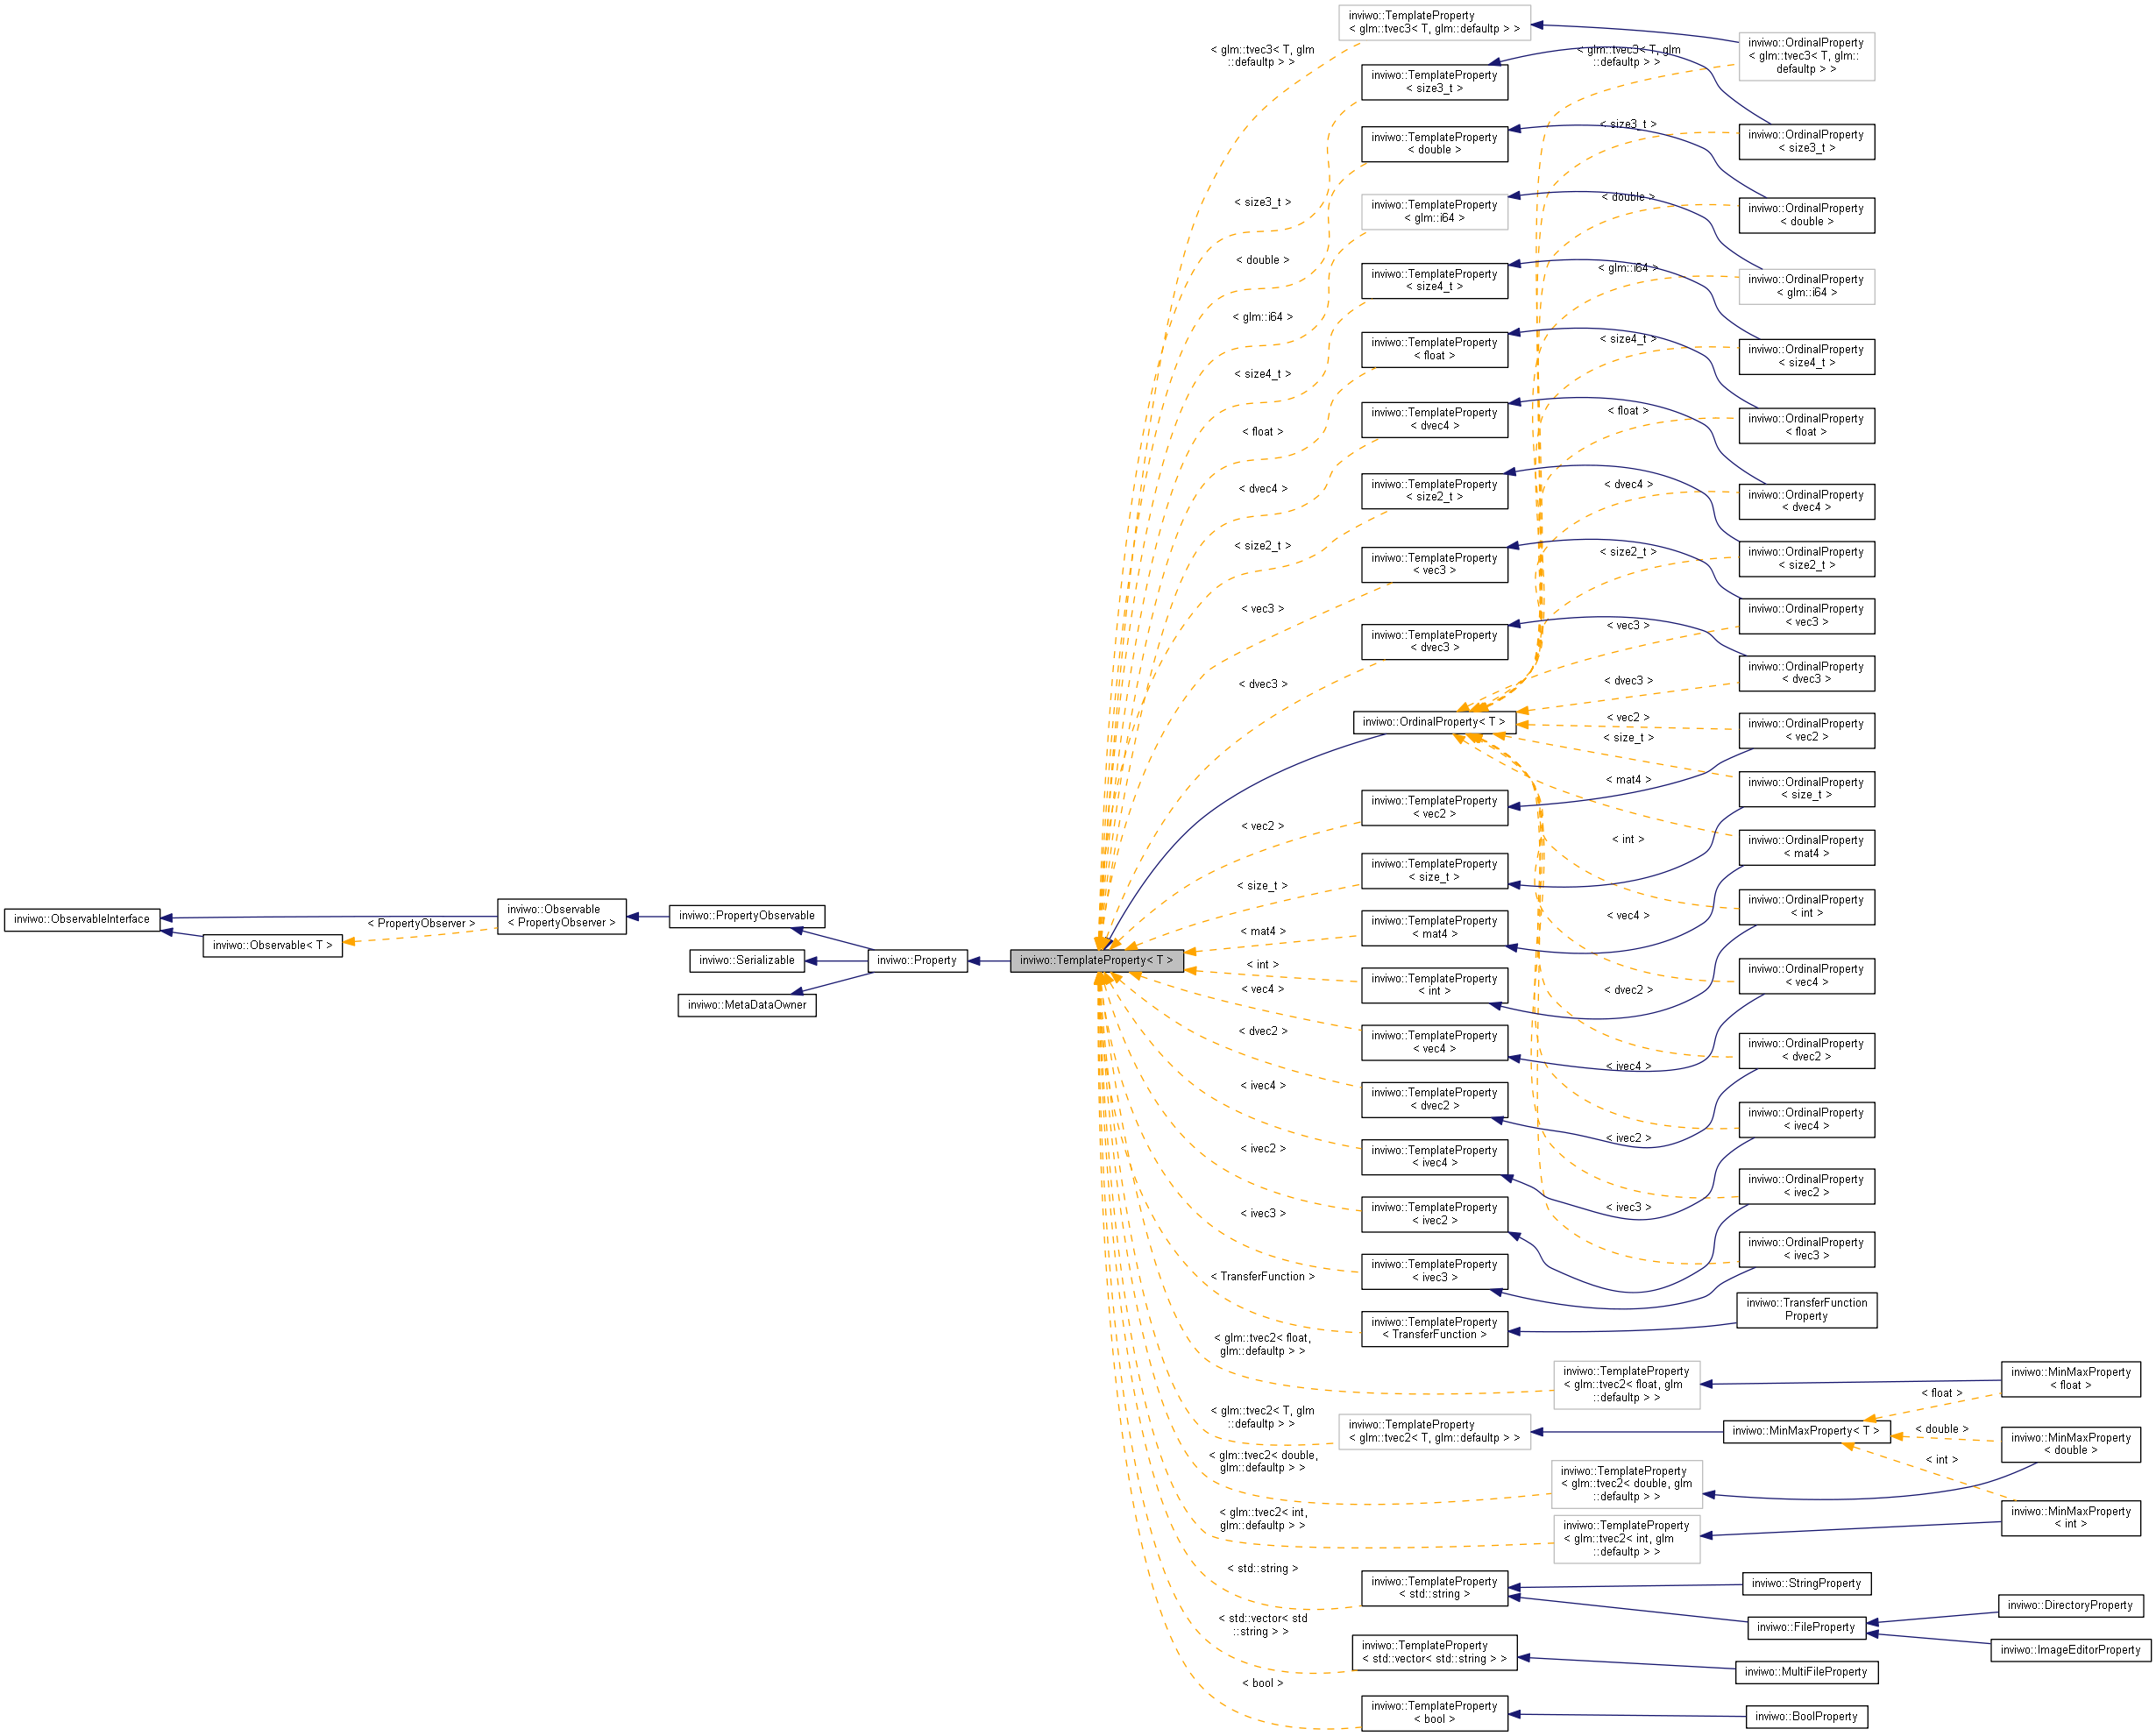 inviwo::ObservableInterface
inviwo::Observable< T >
< PropertyObserver >
inviwo::Observable
< PropertyObserver >
inviwo::PropertyObservable
inviwo::Serializable
inviwo::MetaDataOwner
inviwo::Property
inviwo::TemplateProperty< T >
< glm::tvec3< T, glm
::defaultp > >
< size3_t >
< double >
< glm::i64 >
< size4_t >
< float >
< dvec4 >
< size2_t >
< vec3 >
< dvec3 >
< vec2 >
< size_t >
< mat4 >
< int >
< vec4 >
< dvec2 >
< ivec4 >
< ivec2 >
< ivec3 >
< TransferFunction >
< glm::tvec2< float,
glm::defaultp > >
< glm::tvec2< T, glm
::defaultp > >
< glm::tvec2< double,
glm::defaultp > >
< glm::tvec2< int,
glm::defaultp > >
< std::string >
< std::vector< std
::string > >
< bool >
inviwo::TemplateProperty
< glm::tvec3< T, glm::defaultp > >
inviwo::TemplateProperty
< size3_t >
inviwo::TemplateProperty
< double >
inviwo::TemplateProperty
< glm::i64 >
inviwo::TemplateProperty
< size4_t >
inviwo::TemplateProperty
< float >
inviwo::TemplateProperty
< dvec4 >
inviwo::TemplateProperty
< size2_t >
inviwo::TemplateProperty
< vec3 >
inviwo::TemplateProperty
< dvec3 >
inviwo::OrdinalProperty< T >
inviwo::TemplateProperty
< vec2 >
inviwo::TemplateProperty
< size_t >
inviwo::TemplateProperty
< mat4 >
inviwo::TemplateProperty
< int >
inviwo::TemplateProperty
< vec4 >
inviwo::TemplateProperty
< dvec2 >
inviwo::TemplateProperty
< ivec4 >
inviwo::TemplateProperty
< ivec2 >
inviwo::TemplateProperty
< ivec3 >
inviwo::TemplateProperty
< TransferFunction >
inviwo::TemplateProperty
< glm::tvec2< float, glm
::defaultp > >
inviwo::TemplateProperty
< glm::tvec2< T, glm::defaultp > >
inviwo::TemplateProperty
< glm::tvec2< double, glm
::defaultp > >
inviwo::TemplateProperty
< glm::tvec2< int, glm
::defaultp > >
inviwo::TemplateProperty
< std::string >
inviwo::TemplateProperty
< std::vector< std::string > >
inviwo::TemplateProperty
< bool >
< glm::tvec3< T, glm
::defaultp > >
< size3_t >
< double >
< glm::i64 >
< size4_t >
< float >
< dvec4 >
< size2_t >
< vec3 >
< dvec3 >
< vec2 >
< size_t >
< mat4 >
< int >
< vec4 >
< dvec2 >
< ivec4 >
< ivec2 >
< ivec3 >
inviwo::OrdinalProperty
< glm::tvec3< T, glm::
defaultp > >
inviwo::OrdinalProperty
< size3_t >
inviwo::OrdinalProperty
< double >
inviwo::OrdinalProperty
< glm::i64 >
inviwo::OrdinalProperty
< size4_t >
inviwo::OrdinalProperty
< float >
inviwo::OrdinalProperty
< dvec4 >
inviwo::OrdinalProperty
< size2_t >
inviwo::OrdinalProperty
< vec3 >
inviwo::OrdinalProperty
< dvec3 >
inviwo::OrdinalProperty
< vec2 >
inviwo::OrdinalProperty
< size_t >
inviwo::OrdinalProperty
< mat4 >
inviwo::OrdinalProperty
< int >
inviwo::OrdinalProperty
< vec4 >
inviwo::OrdinalProperty
< dvec2 >
inviwo::OrdinalProperty
< ivec4 >
inviwo::OrdinalProperty
< ivec2 >
inviwo::OrdinalProperty
< ivec3 >
inviwo::TransferFunction
Property
inviwo::MinMaxProperty< T >
< float >
< double >
< int >
inviwo::MinMaxProperty
< float >
inviwo::MinMaxProperty
< double >
inviwo::MinMaxProperty
< int >
inviwo::StringProperty
inviwo::FileProperty
inviwo::DirectoryProperty
inviwo::ImageEditorProperty
inviwo::MultiFileProperty
inviwo::BoolProperty